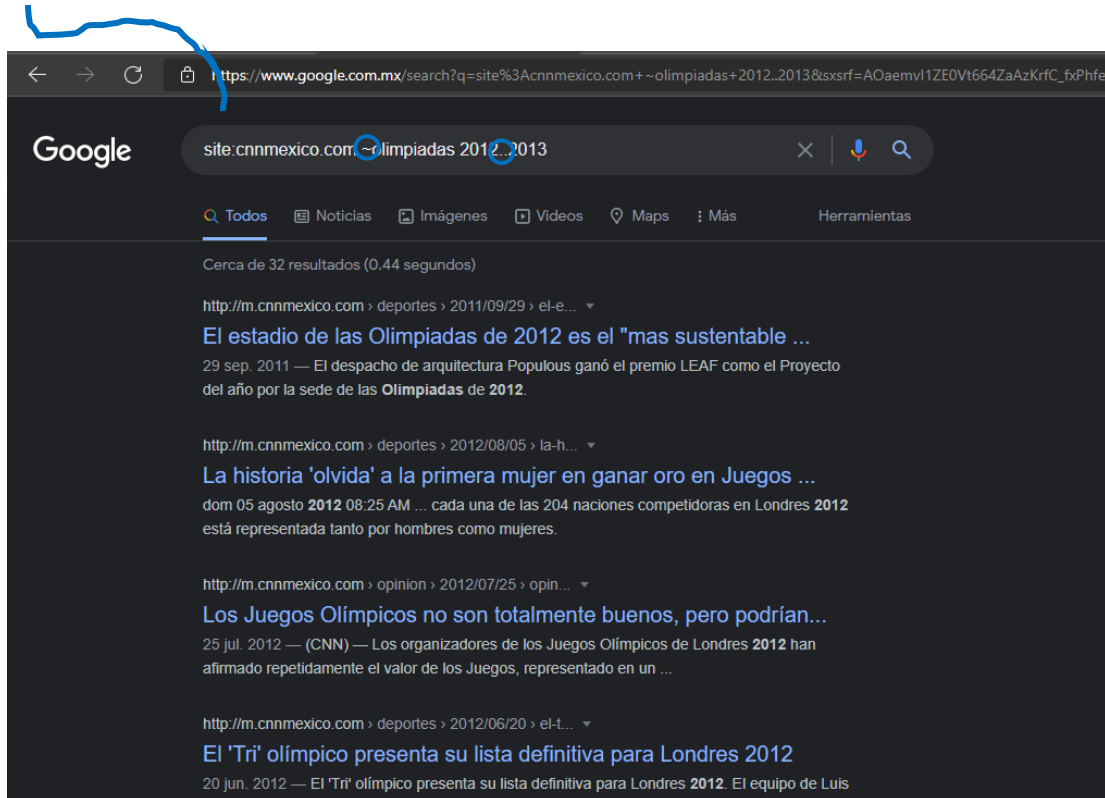 https://www.google.com.mx/search?q=site%3Acnnmexico.com+~olimpiadas+2012..2013&sxsrf=AOaemvI1ZE0Vt664ZaAzKrfC_fxPhfe
Google
site:cnnmexico.com ~olimpiadas 2012..2013
Todos Noticias Imágenes Videos Maps Más Herramientas
Cerca de 32 resultados (0.44 segundos)
http://m.cnnmexico.com › deportes › 2011/09/29 › el-e...
El estadio de las Olimpiadas de 2012 es el "mas sustentable ...
29 sep. 2011 — El despacho de arquitectura Populous ganó el premio LEAF como el Proyecto
del año por la sede de las Olimpiadas de 2012.
http://m.cnnmexico.com › deportes › 2012/08/05 › la-h...
La historia 'olvida' a la primera mujer en ganar oro en Juegos ...
dom 05 agosto 2012 08:25 AM ... cada una de las 204 naciones competidoras en Londres 2012
está representada tanto por hombres como mujeres.
http://m.cnnmexico.com › opinion › 2012/07/25 › opin...
Los Juegos Olímpicos no son totalmente buenos, pero podrían...
25 jul. 2012 — (CNN) — Los organizadores de los Juegos Olímpicos de Londres 2012 han
afirmado repetidamente el valor de los Juegos, representado en un ...
http://m.cnnmexico.com › deportes › 2012/06/20 › el-t...
El 'Tri' olímpico presenta su lista definitiva para Londres 2012
20 jun. 2012 — El 'Tri' olímpico presenta su lista definitiva para Londres 2012. El equipo de Luis